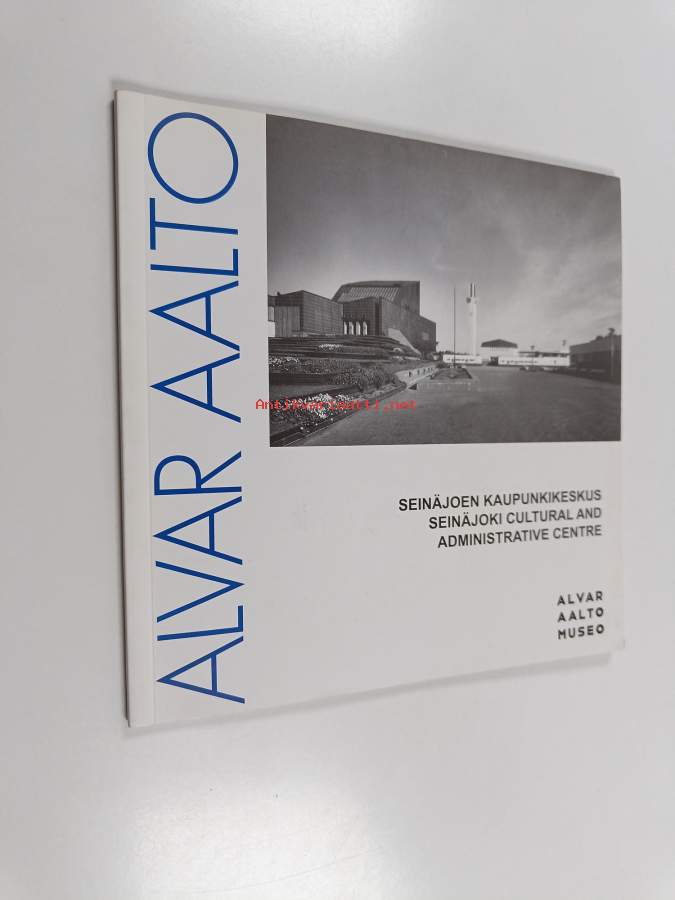 ALVAR AALTO
Antikvariaatti.net
SEINÄJOEN KAUPUNKIKESKUS
SEINÄJOKI CULTURAL AND
ADMINISTRATIVE CENTRE
ALVAR
AALTO
MUSEO